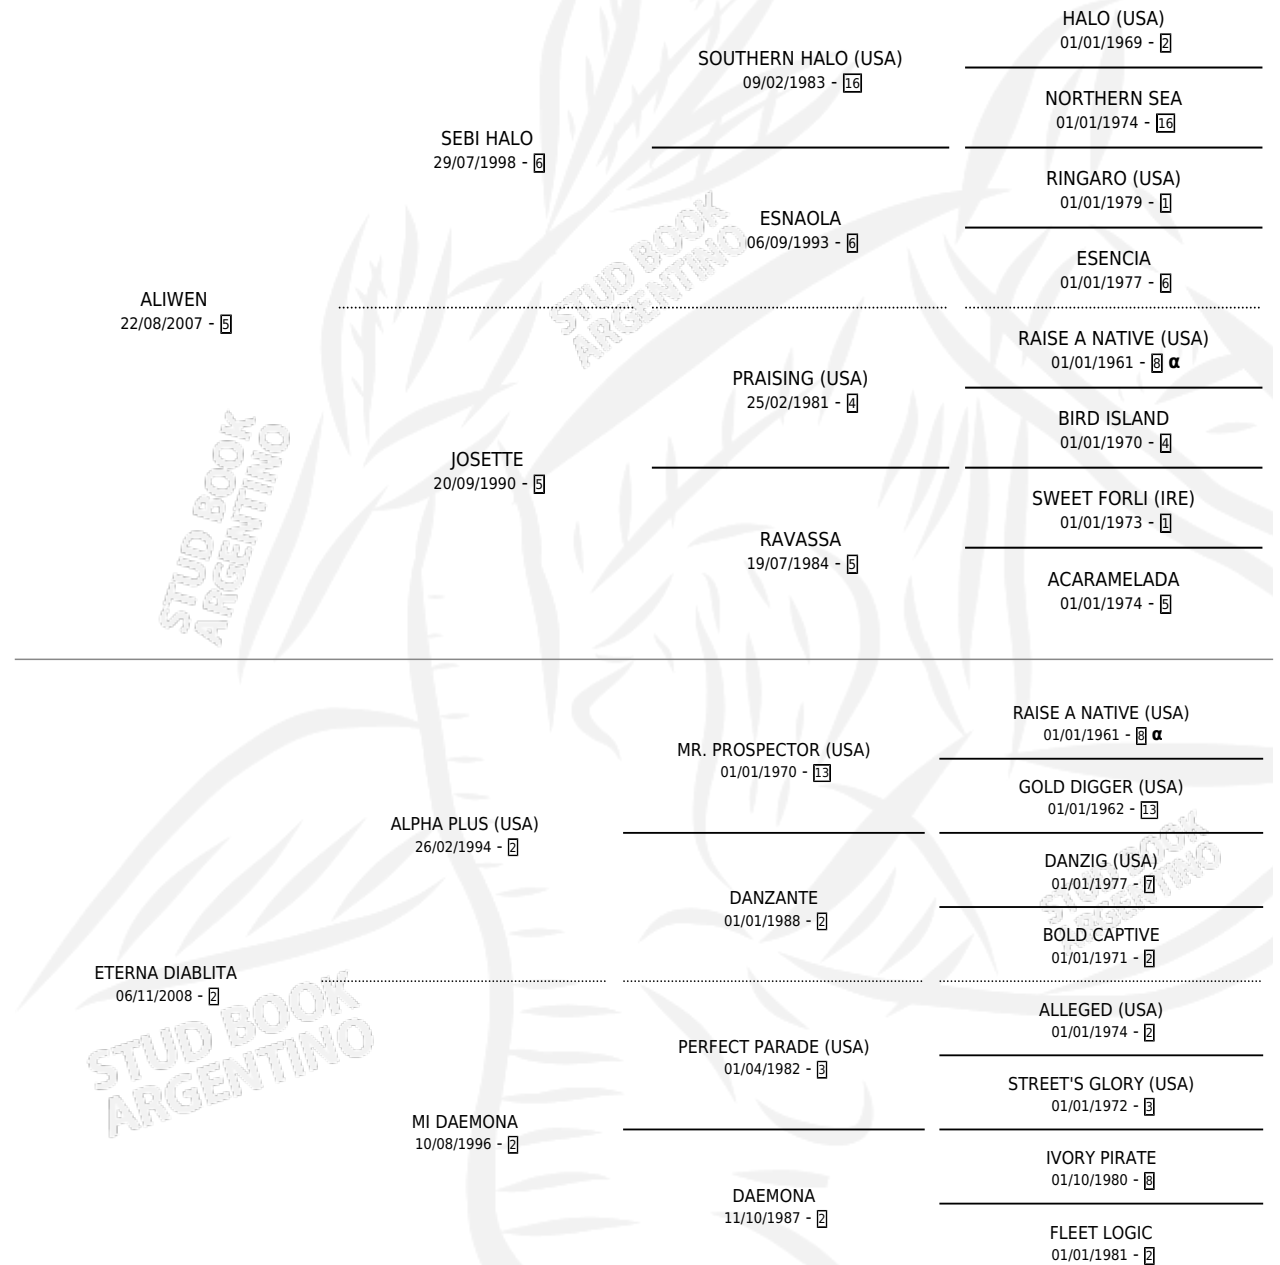 HALO (USA)
01/01/1969 - 2
SOUTHERN HALO (USA)
09/02/1983 - 16
NORTHERN SEA
01/01/1974 - 16
SEBI HALO
29/07/1998 - 6
RINGARO (USA)
01/01/1979 - 1
ESNAOLA
06/09/1993 - 6
ESENCIA
01/01/1977 - 6
ALIWEN
22/08/2007 - 5
RAISE A NATIVE (USA)
01/01/1961 - 8 α
PRAISING (USA)
25/02/1981 - 4
BIRD ISLAND
01/01/1970 - 4
JOSETTE
20/09/1990 - 5
SWEET FORLI (IRE)
01/01/1973 - 1
RAVASSA
19/07/1984 - 5
ACARAMELADA
01/01/1974 - 5
RAISE A NATIVE (USA)
01/01/1961 - 8 α
MR. PROSPECTOR (USA)
01/01/1970 - 13
GOLD DIGGER (USA)
01/01/1962 - 13
ALPHA PLUS (USA)
26/02/1994 - 2
DANZIG (USA)
01/01/1977 - 7
DANZANTE
01/01/1988 - 2
BOLD CAPTIVE
01/01/1971 - 2
ETERNA DIABLITA
06/11/2008 - 2
ALLEGED (USA)
01/01/1974 - 2
PERFECT PARADE (USA)
01/04/1982 - 3
STREET'S GLORY (USA)
01/01/1972 - 3
MI DAEMONA
10/08/1996 - 2
IVORY PIRATE
01/10/1980 - 8
DAEMONA
11/10/1987 - 2
FLEET LOGIC
01/01/1981 - 2
STUD BOOK
ARGENTINO
STUD BOOK
ARGENTINO
STUD BOOK
ARGENTINO
STUD BOOK
ARGENTINO